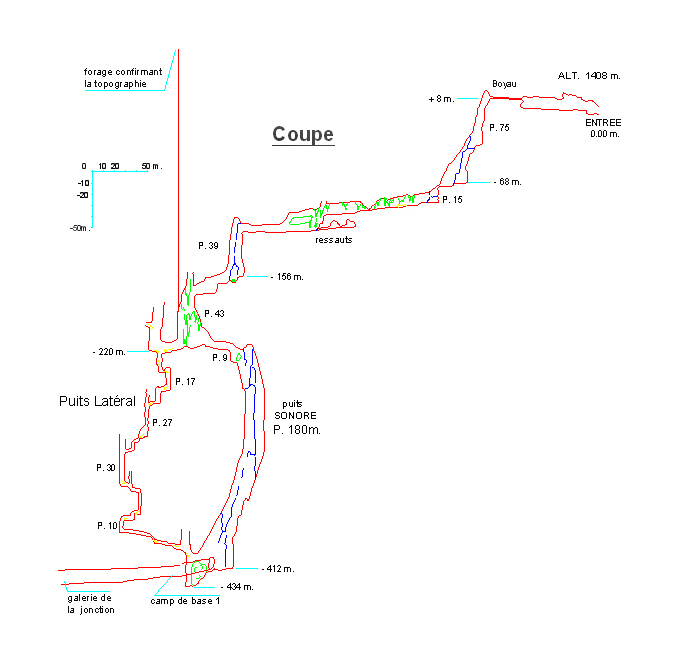 forage confirmant
la topographie
Coupe
Boyau
ALT. 1408 m.
+ 8 m.
ENTREE
0.00 m.
P. 75
0 10 20 50 m.
-10
-20
-50m.
- 68 m.
P. 15
ressauts
P. 39
- 156 m.
P. 43
- 220 m.
P. 9
P. 17
Puits Latéral
puits
SONORE
P. 180m.
P. 27
P. 30
P. 10
- 412 m.
- 434 m.
galerie de
la jonction
camp de base 1